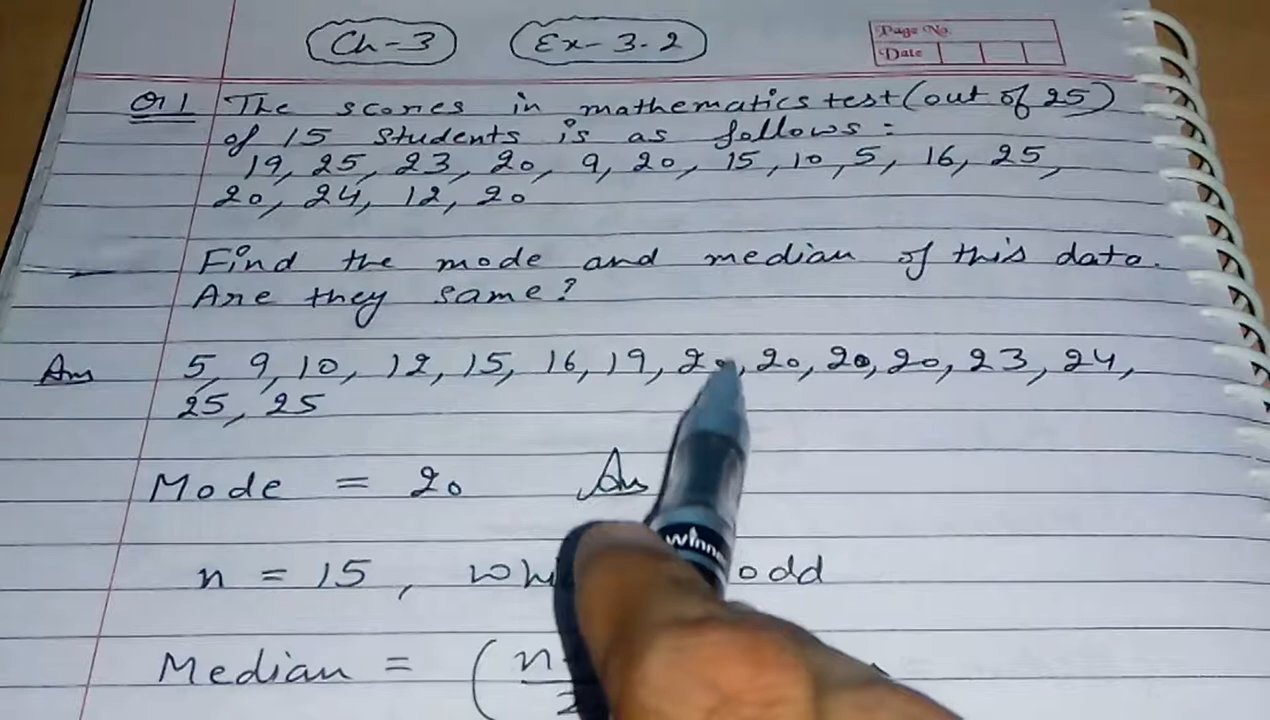 Ch-3 Ex-3.2
Page No.
Date
Qn 1 The scores in mathematics test (out of 25)
of 15 students is as follows:
19, 25, 23, 20, 9, 20, 15, 10, 5, 16, 25,
20, 24, 12, 20
Find the mode and median of this data.
Are they same?
Ans 5, 9, 10, 12, 15, 16, 19, 20, 20, 20, 20, 23, 24,
25, 25
Mode = 20 Ans
winne
n = 15, odd
Median = (n